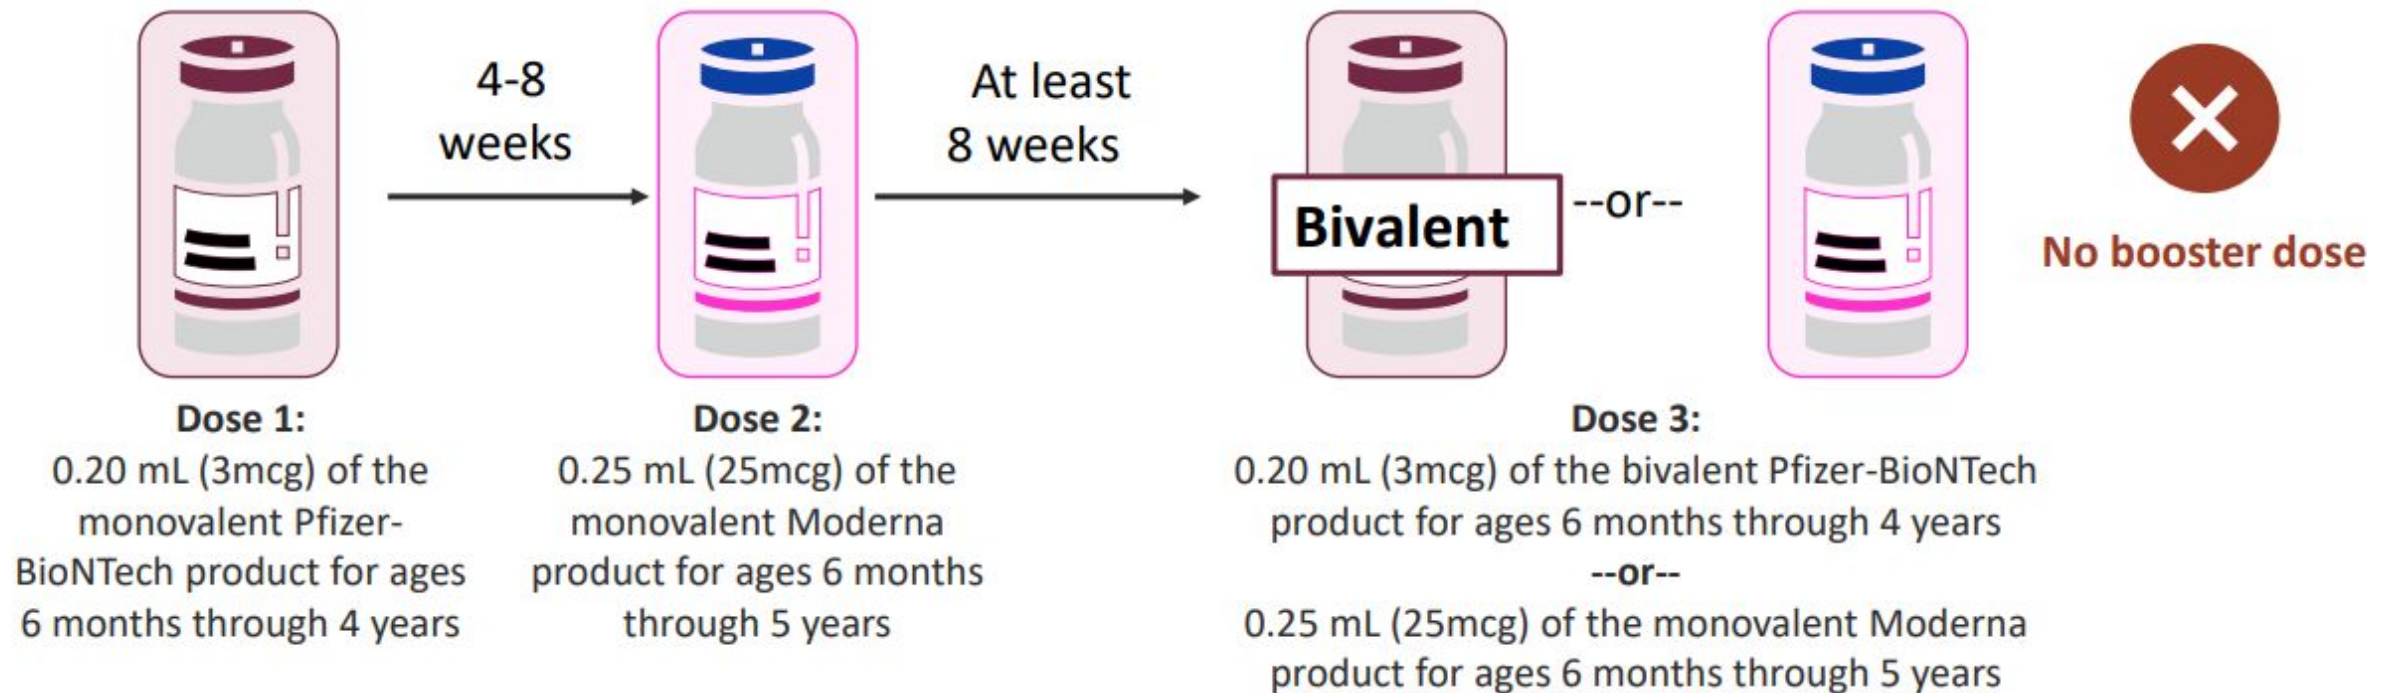 4-8
weeks
At least
8 weeks
Bivalent
--or--
No booster dose
Dose 1:
0.20 mL (3mcg) of the
monovalent Pfizer-
BioNTech product for ages
6 months through 4 years
Dose 2:
0.25 mL (25mcg) of the
monovalent Moderna
product for ages 6 months
through 5 years
Dose 3:
0.20 mL (3mcg) of the bivalent Pfizer-BioNTech
product for ages 6 months through 4 years
--or--
0.25 mL (25mcg) of the monovalent Moderna
product for ages 6 months through 5 years